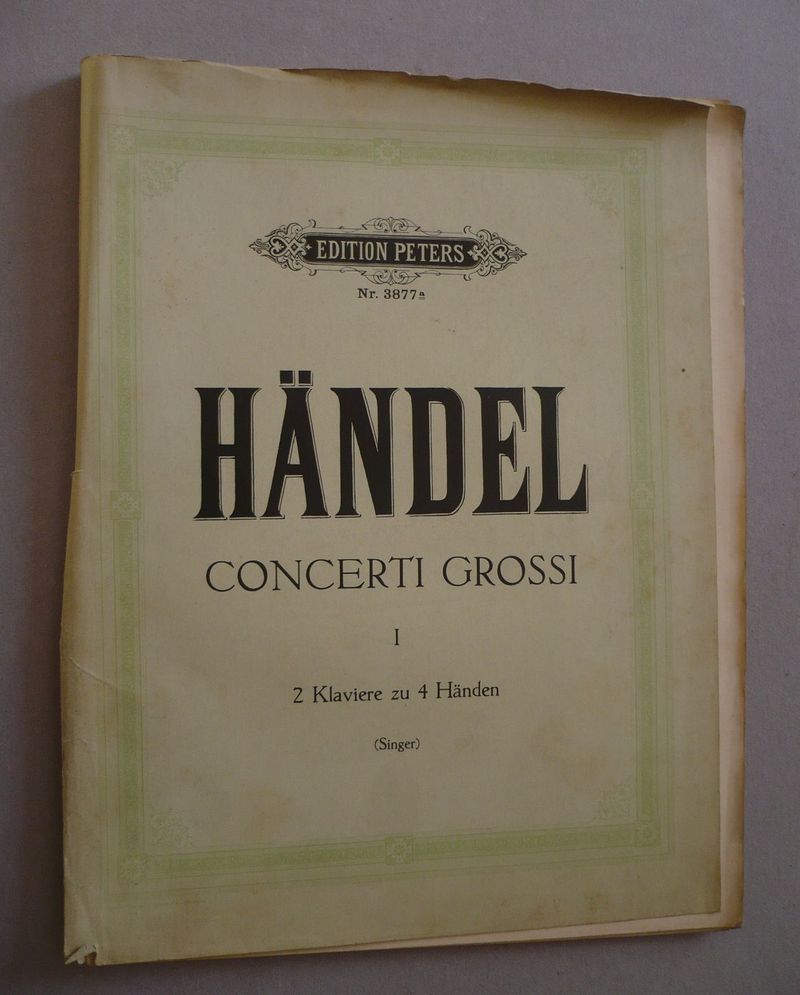 EDITION PETERS
Nr. 3877a
HÄNDEL
CONCERTI GROSSI
I
2 Klaviere zu 4 Händen
(Singer)